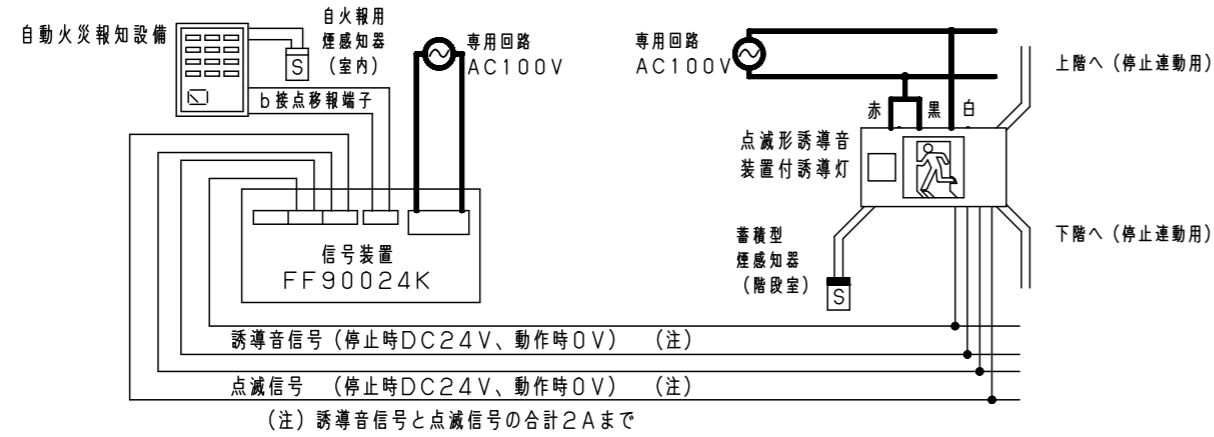 自動火災報知設備
自火報用
煙感知器
(室内)
S
b接点移報端子
専用回路
AC100V
信号装置
FF90024K
専用回路
AC100V
上階へ(停止連動用)
赤 黒 白
点滅形誘導音
装置付誘導灯
下階へ(停止連動用)
蓄積型
煙感知器
(階段室)
S
誘導音信号(停止時DC24V、動作時0V) (注)
点滅信号 (停止時DC24V、動作時0V) (注)
(注)誘導音信号と点滅信号の合計2Aまで